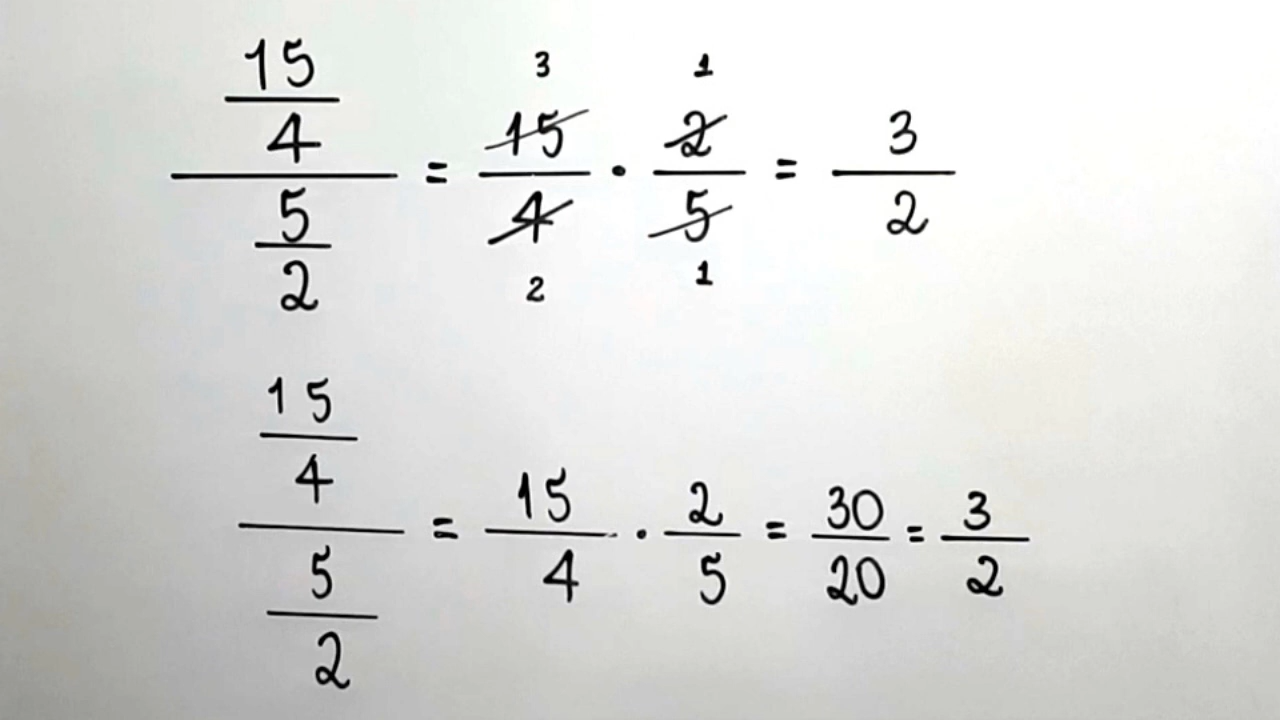 3 1
15/4 / 5/2 = 15/4 · 2/5 = 3/2
2 1
15/4 / 5/2 = 15/4 · 2/5 = 30/20 = 3/2